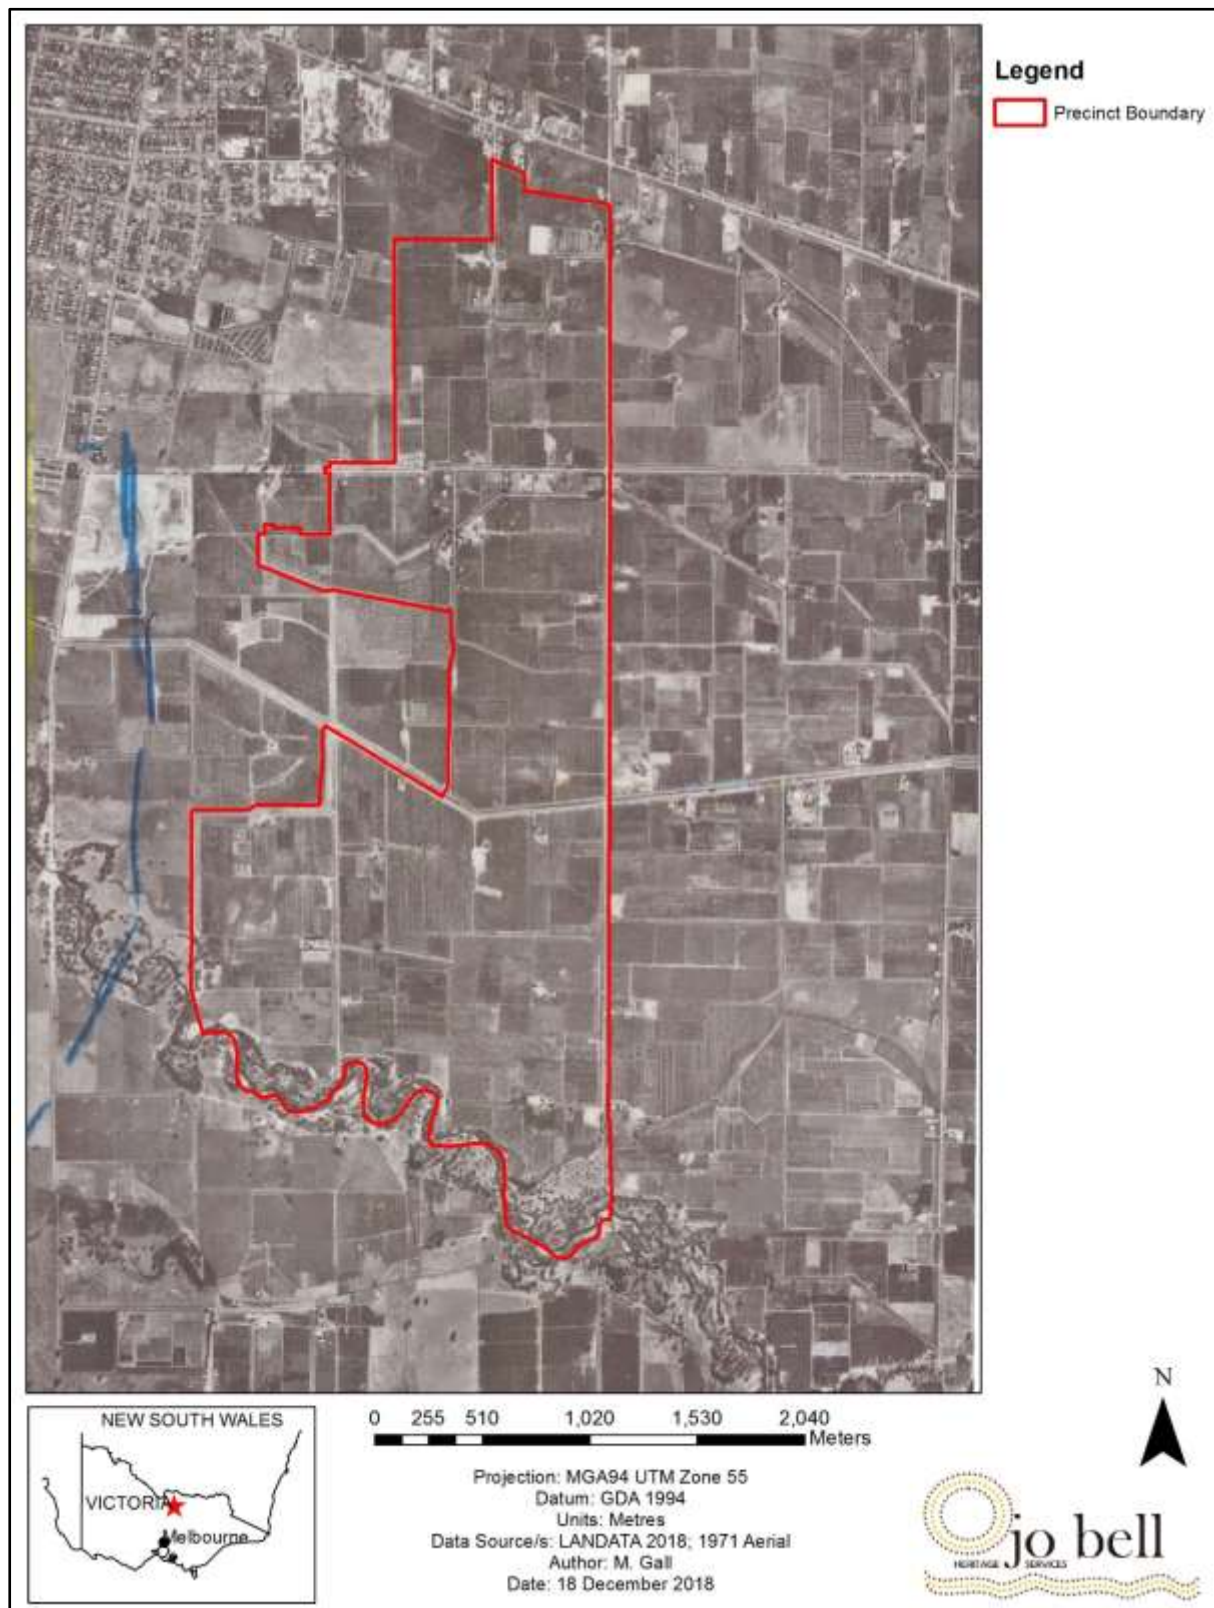 Legend
Precinct Boundary
NEW SOUTH WALES
VICTORIA
Melbourne
0 255 510 1,020 1,530 2,040
Meters
N
Projection: MGA94 UTM Zone 55
Datum: GDA 1994
Units: Metres
Data Source/s: LANDATA 2018; 1971 Aerial
Author: M. Gall
Date: 18 December 2018
jo bell
HERITAGE SERVICES